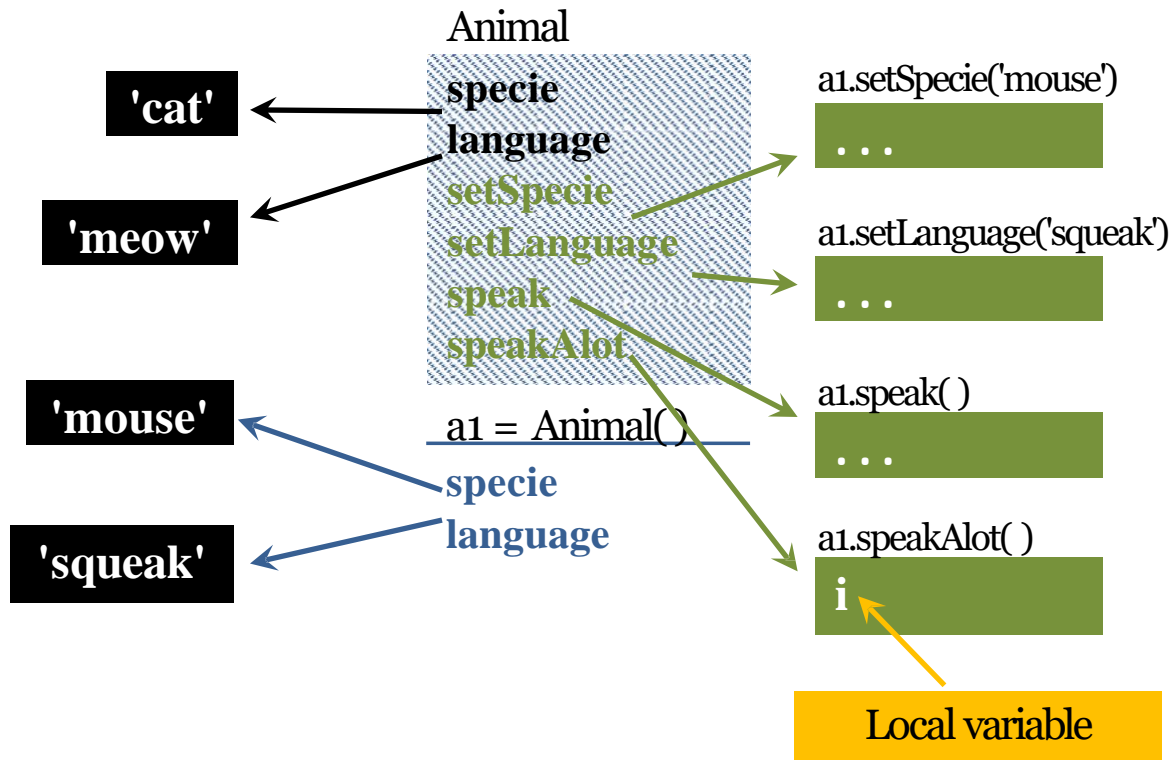 Animal
'cat'
'meow'
specie
language
setSpecie
setLanguage
speak
speakAlot
a1.setSpecie('mouse')
. . .
a1.setLanguage('squeak')
. . .
'mouse'
'squeak'
a1 = Animal( )
specie
language
a1.speak( )
. . .
a1.speakAlot( )
i
Local variable